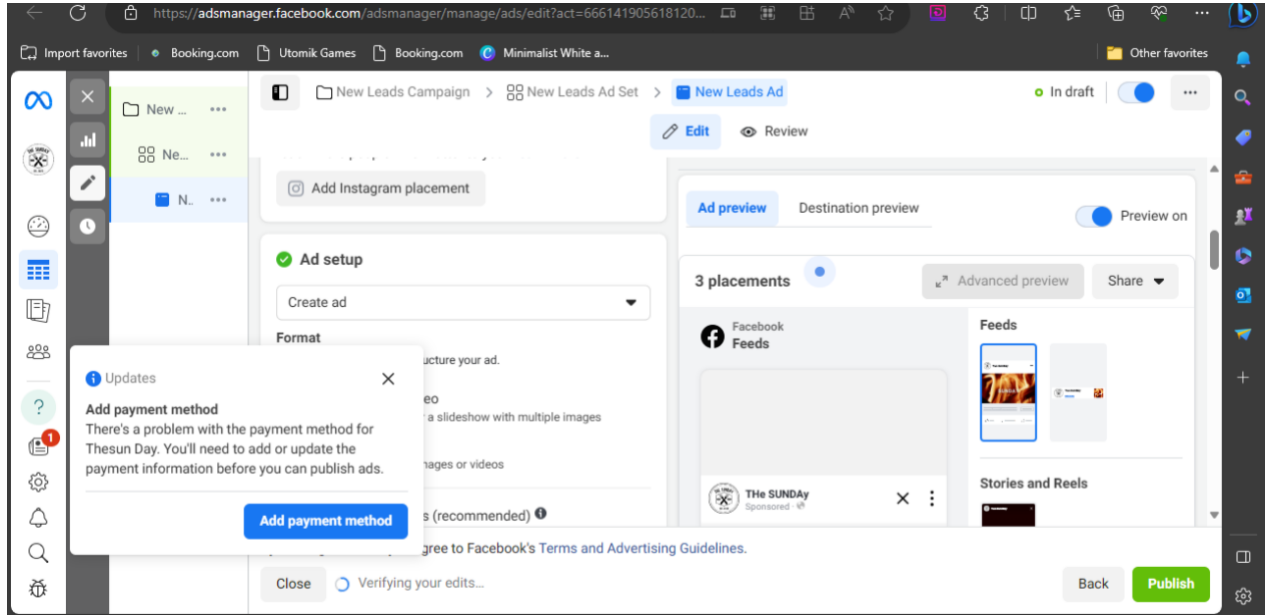 https://adsmanager.facebook.com/adsmanager/manage/ads/edit?act=666141905618120...
Import favorites
Booking.com
Utomik Games
Booking.com
Minimalist White a...
Other favorites
New ...
Ne...
N..
New Leads Campaign > New Leads Ad Set > New Leads Ad
In draft
Edit
Review
Add Instagram placement
Ad preview
Destination preview
Preview on
Ad setup
Create ad
Format
ucture your ad.
eo
a slideshow with multiple images
nages or videos
s (recommended)
3 placements
Advanced preview
Share
Facebook
Feeds
THe SUNDAy
Sponsored
Feeds
Stories and Reels
Updates
Add payment method
There's a problem with the payment method for
Thesun Day. You'll need to add or update the
payment information before you can publish ads.
Add payment method
1
gree to Facebook's Terms and Advertising Guidelines.
Close
Verifying your edits...
Back
Publish